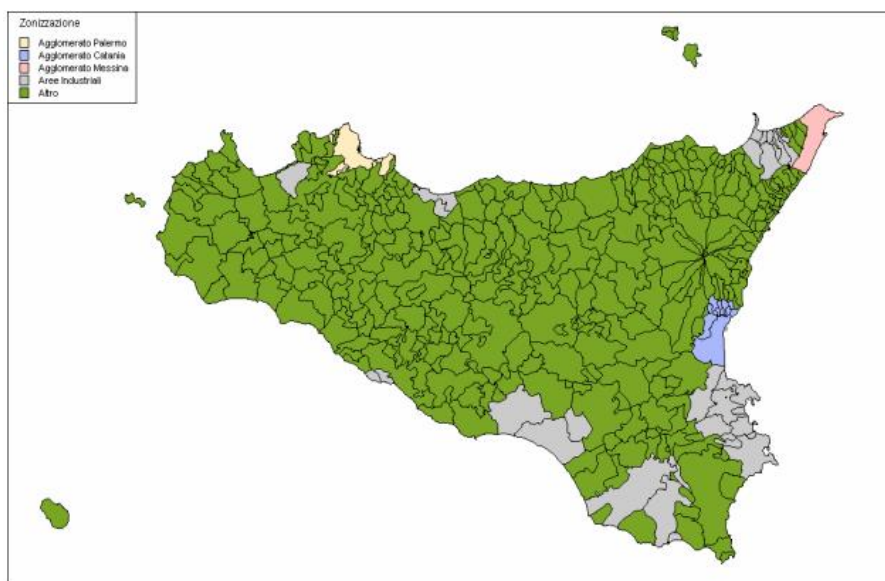 Zonizzazione
Agglomerato Palermo
Agglomerato Catania
Agglomerato Messina
Aree Industriali
Altro